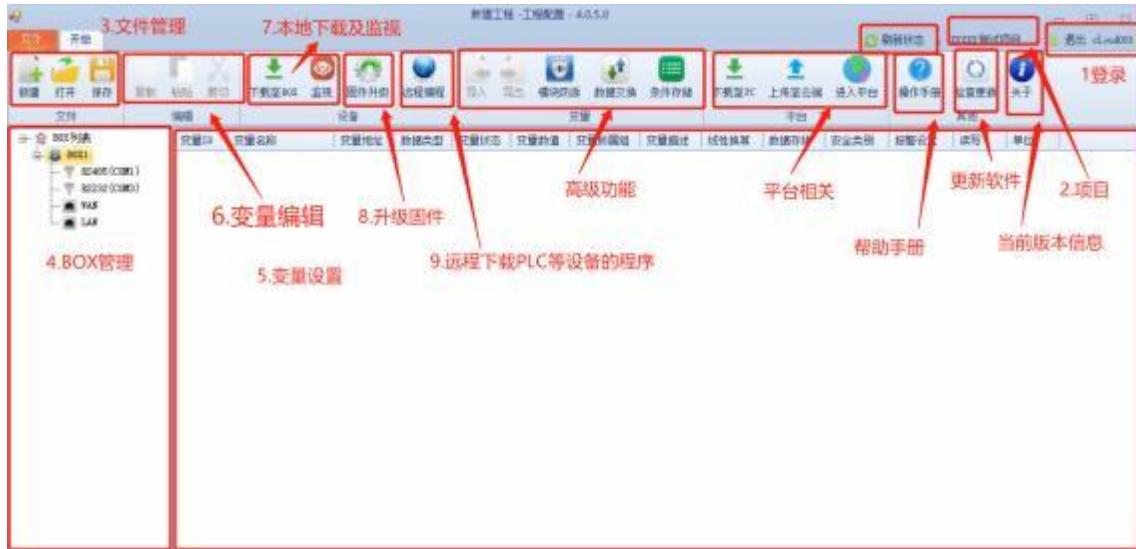 新建工程 -工程配置 - 4.0.5.0
3.文件管理
7.本地下载及监视
文件 开始
刷新状态
测试项目
退出
1登录
新建 打开 保存 复制 粘贴 剪切 下载至BOX 监视 固件升级 远程编程 导入 导出 数据交换 条件存储 下载至PC 上传至云端 进入平台 操作手册 检查更新 关于
文件 编辑 设备 变量 平台 其他
BOX列表
BOX1
RS485(COM1)
RS232(COM3)
WAN
LAN
变量ID 变量名称 变量地址 数据类型 变量状态 变量数值 变量所属组 变量描述 线性换算 数据存储 安全类别 报警设置 读写 单位
高级功能
平台相关
更新软件
2.项目
6.变量编辑
8.升级固件
帮助手册
当前版本信息
4.BOX管理
5.变量设置
9.远程下载PLC等设备的程序